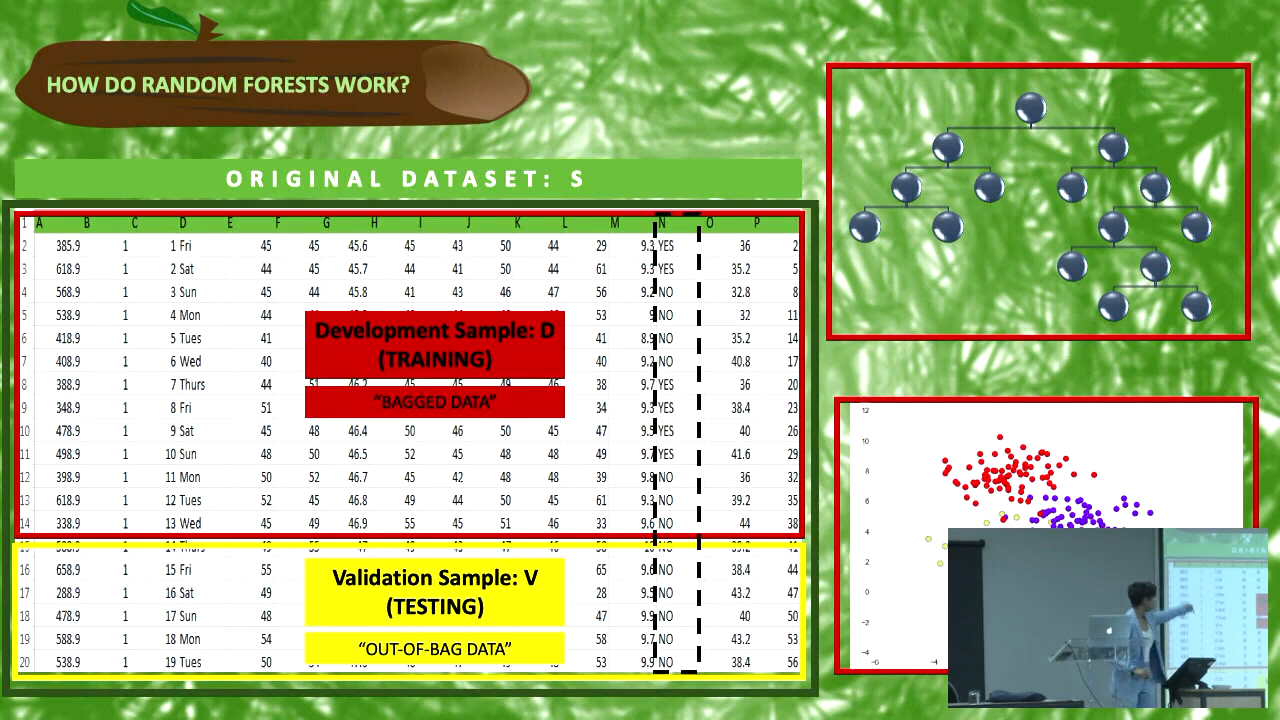 HOW DO RANDOM FORESTS WORK?
ORIGINAL DATASET: S
1 A B C D E F G H I J K L M N O P
2 385.9 1 1 Fri 45 45 45.6 45 43 50 44 29 9.3 YES 36 2
3 618.9 1 2 Sat 44 45 45.7 44 41 50 44 61 9.3 YES 35.2 5
4 568.9 1 3 Sun 44 44 45.8 41 43 46 47 56 9.2 NO 32.8 8
5 538.9 1 4 Mon 44 53 9 NO 32 11
Development Sample: D
6 418.9 1 5 Tues 41 41 8.9 NO 35.2 14
(TRAINING)
7 408.9 1 6 Wed 40 40 9.2 NO 40.8 17
8 388.9 1 7 Thurs 44 51 46.2 45 45 49 46 38 9.7 YES 36 20
"BAGGED DATA"
9 348.9 1 8 Fri 51 34 9.3 YES 38.4 23
10 478.9 1 9 Sat 45 48 46.4 50 46 50 45 47 9.5 YES 40 26
11 498.9 1 10 Sun 48 50 46.5 52 45 48 48 49 9.7 YES 41.6 29
12 398.9 1 11 Mon 50 52 46.7 45 42 48 48 39 9.8 NO 36 32
13 618.9 1 12 Tues 50 45 46.8 49 44 50 45 61 9.3 NO 39.2 35
14 338.9 1 13 Wed 45 49 46.9 55 45 51 46 33 9.6 NO 44 38
16 658.9 1 15 Fri 55 65 9.6 NO 38.4 44
Validation Sample: V
17 288.9 1 16 Sat 49 28 NO 43.2 47
(TESTING)
18 478.9 1 17 Sun 48 47 9.9 NO 40 50
19 588.9 1 18 Mon 54 58 9.7 NO 43.2 53
"OUT-OF-BAG DATA"
20 538.9 1 19 Tues 50 53 9.9 NO 38.4 56
12
10
8
6
4
2
0
−2
−4
−6 −4